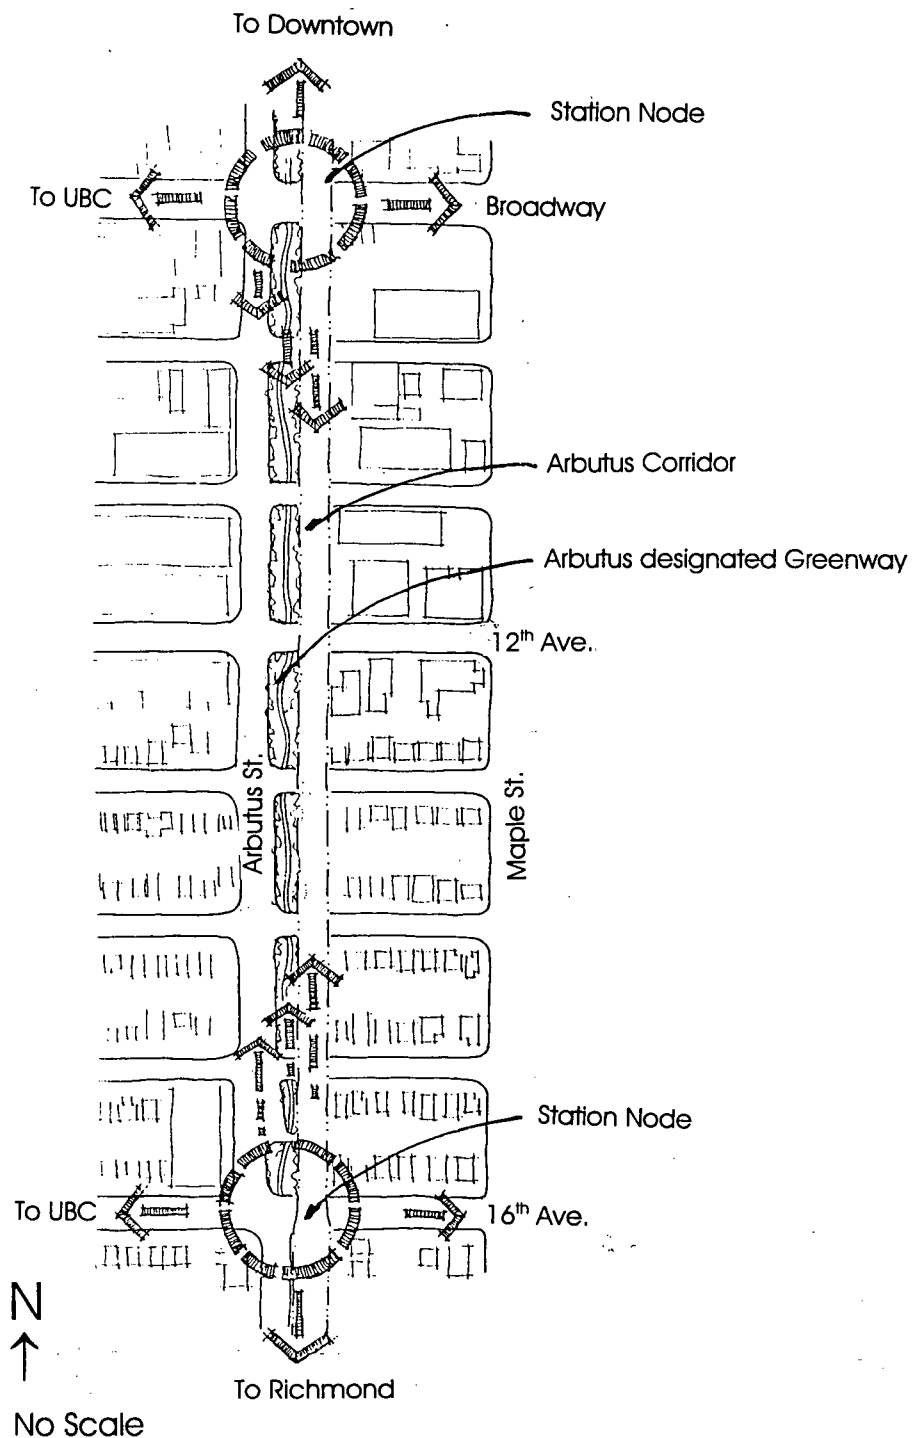 To Downtown
Station Node
To UBC
Broadway
Arbutus Corridor
Arbutus designated Greenway
12th Ave.
Arbutus St.
Maple St.
Station Node
To UBC
16th Ave.
N
To Richmond
No Scale